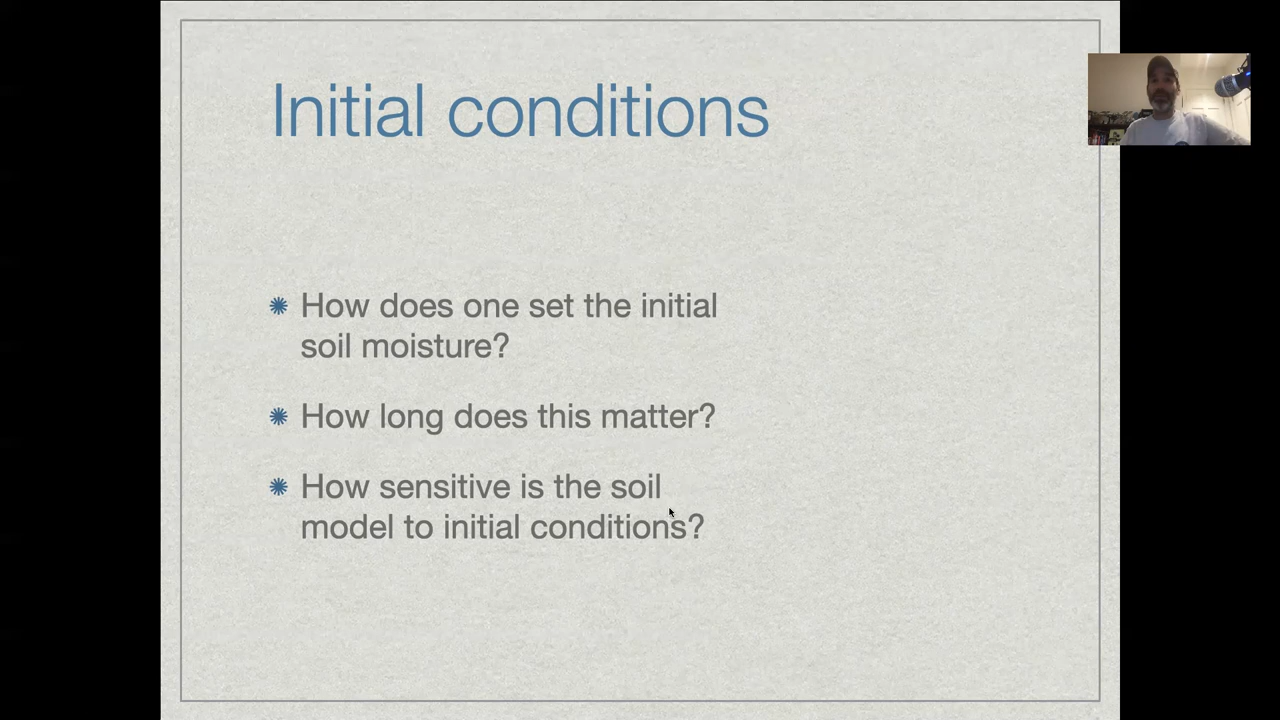 Initial conditions
How does one set the initial
soil moisture?
How long does this matter?
How sensitive is the soil
model to initial conditions?